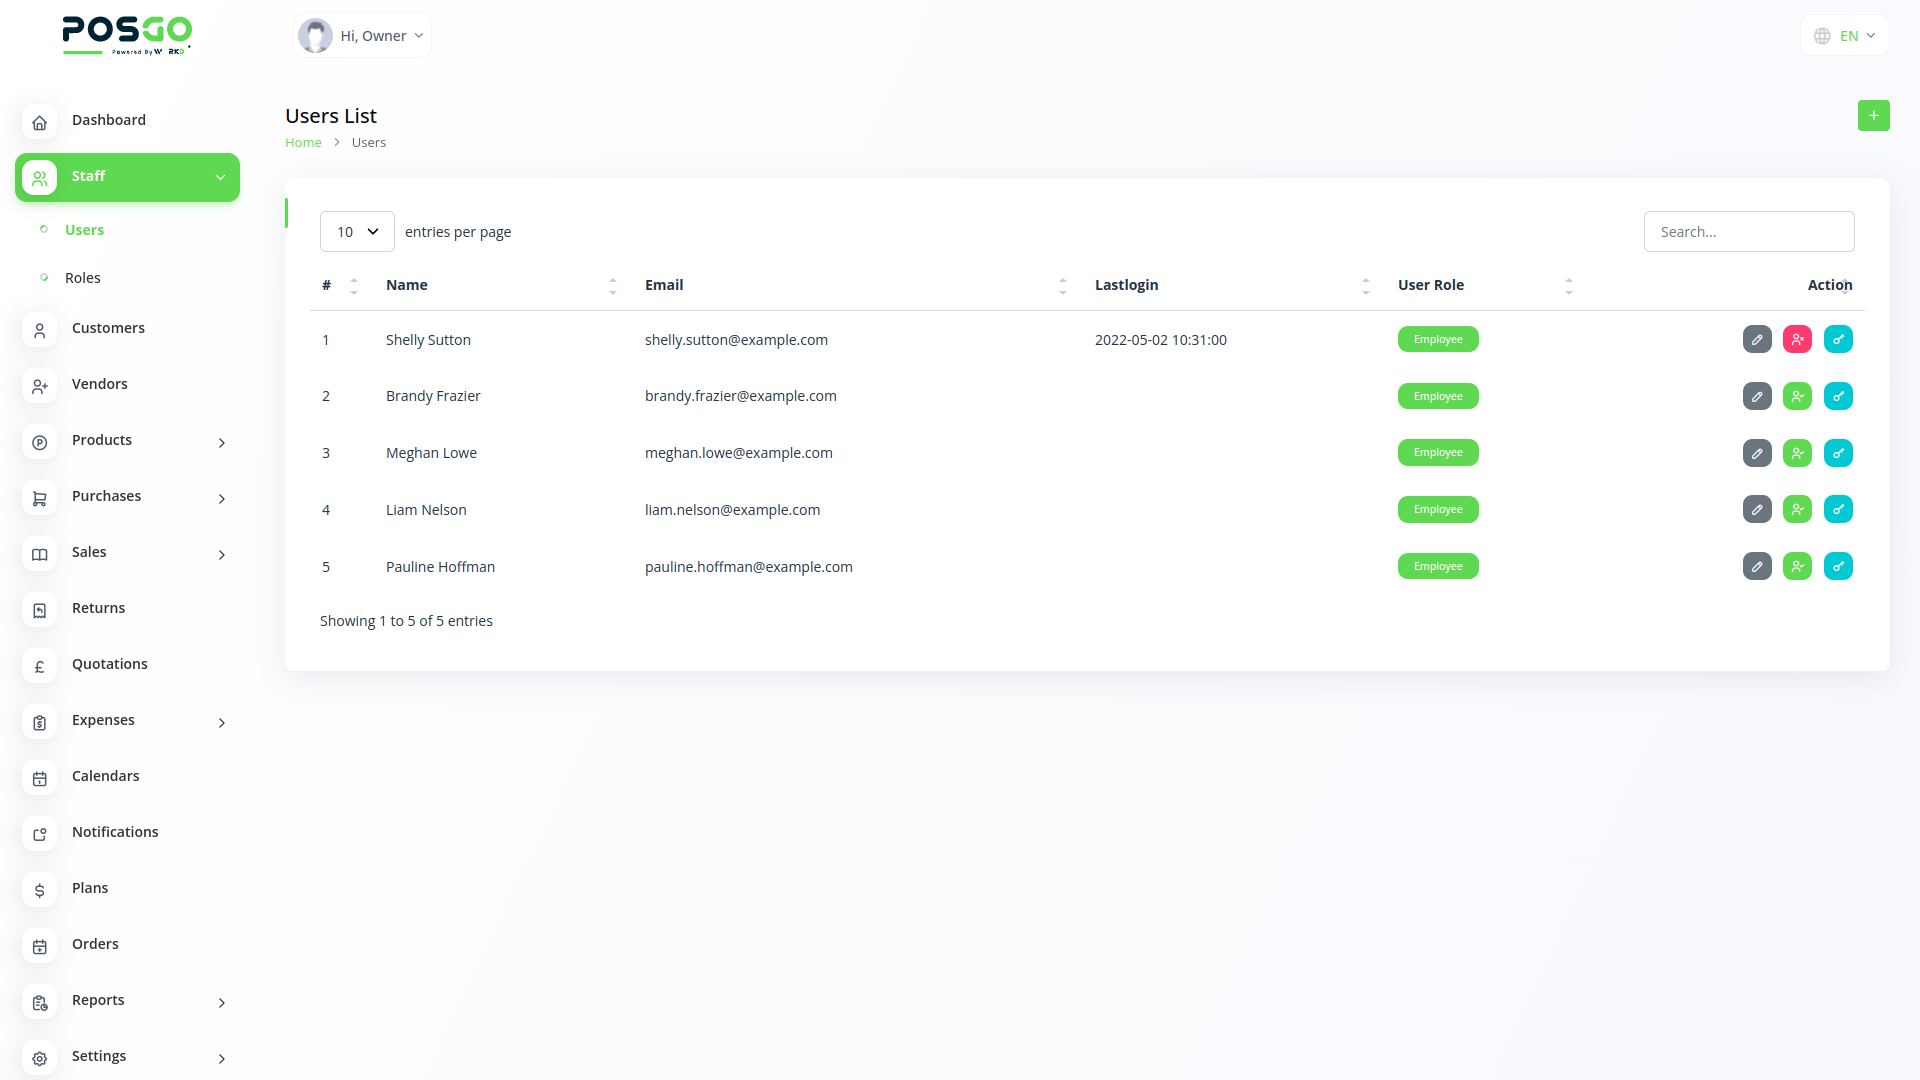 POSGO
Powered By
Hi, Owner
EN
Dashboard
Staff
Users
Roles
Customers
Vendors
Products
Purchases
Sales
Returns
Quotations
Expenses
Calendars
Notifications
Plans
Orders
Reports
Settings
Users List
Home > Users
+
10 entries per page
Search...
# Name Email Lastlogin User Role Action
1 Shelly Sutton shelly.sutton@example.com 2022-05-02 10:31:00 Employee
2 Brandy Frazier brandy.frazier@example.com Employee
3 Meghan Lowe meghan.lowe@example.com Employee
4 Liam Nelson liam.nelson@example.com Employee
5 Pauline Hoffman pauline.hoffman@example.com Employee
Showing 1 to 5 of 5 entries